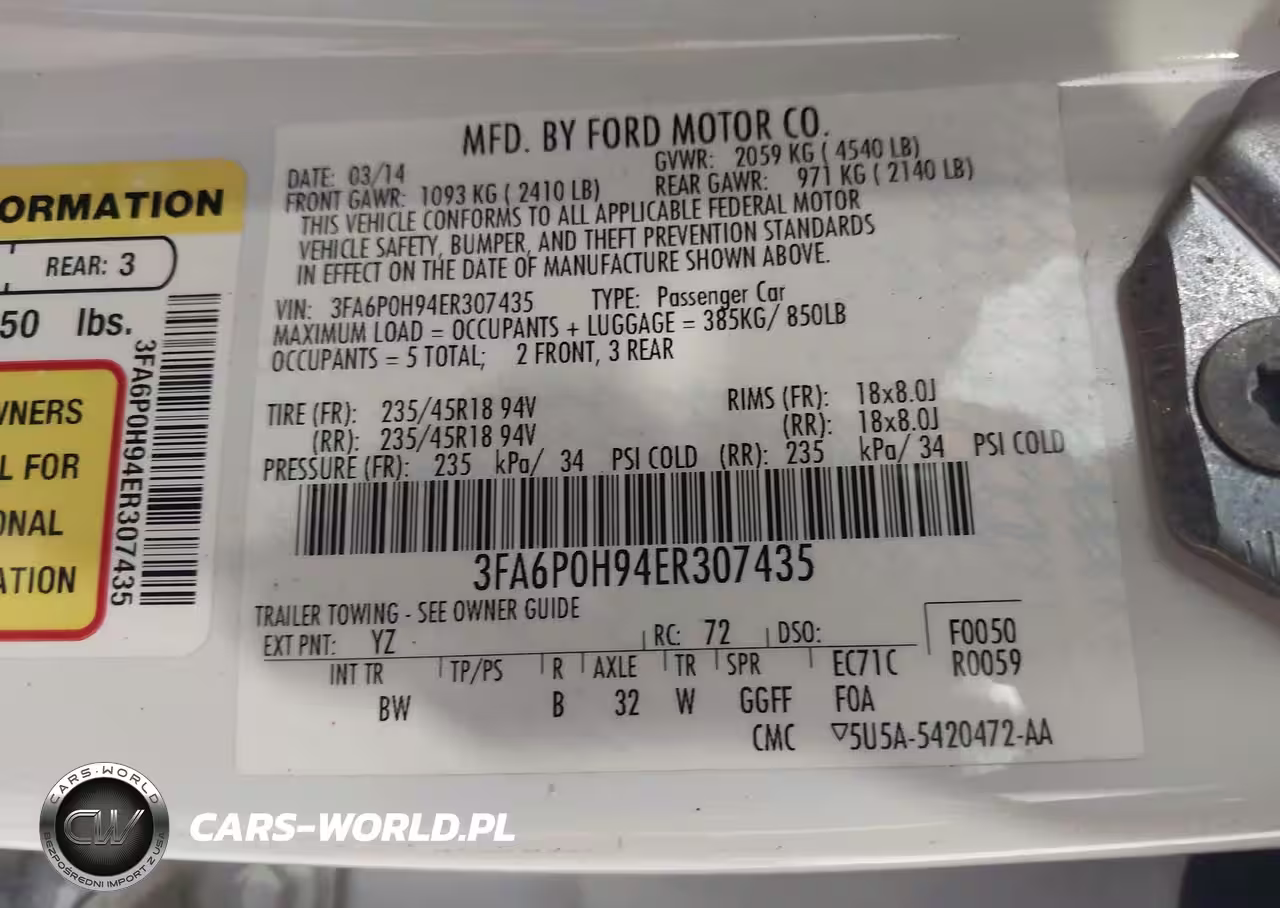 MFD. BY FORD MOTOR CO.
DATE: 03/14 GVWR: 2059 KG ( 4540 LB)
FRONT GAWR: 1093 KG ( 2410 LB) REAR GAWR: 971 KG ( 2140 LB)
THIS VEHICLE CONFORMS TO ALL APPLICABLE FEDERAL MOTOR
VEHICLE SAFETY, BUMPER, AND THEFT PREVENTION STANDARDS
IN EFFECT ON THE DATE OF MANUFACTURE SHOWN ABOVE.
VIN: 3FA6P0H94ER307435 TYPE: Passenger Car
MAXIMUM LOAD = OCCUPANTS + LUGGAGE = 385KG/ 850LB
OCCUPANTS = 5 TOTAL; 2 FRONT, 3 REAR
TIRE (FR): 235/45R18 94V RIMS (FR): 18x8.0J
(RR): 235/45R18 94V (RR): 18x8.0J
PRESSURE (FR): 235 kPa/ 34 PSI COLD (RR): 235 kPa/ 34 PSI COLD
3FA6P0H94ER307435
TRAILER TOWING - SEE OWNER GUIDE
EXT PNT: YZ RC: 72 DSO: F0050
INT TR TP/PS R AXLE TR SPR EC71C R0059
BW B 32 W GGFF F0A
CMC ▽5U5A-5420472-AA
ORMATION
REAR: 3
50 lbs.
3FA6P0H94ER307435
WNERS
L FOR
ONAL
ATION
CARS-WORLD
CW
BEZPOŚREDNI IMPORT Z USA
CARS-WORLD.PL